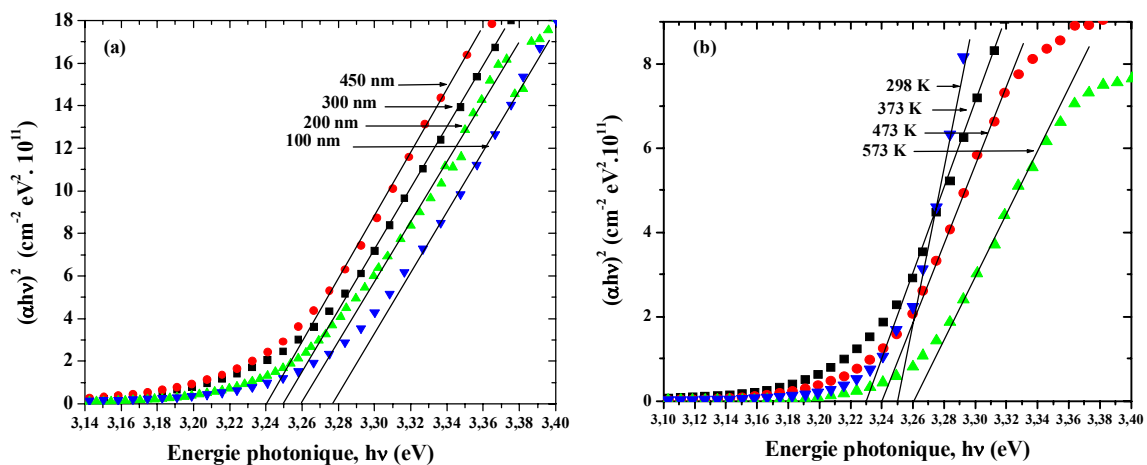 (a)
18
16
14
12
10
8
6
4
2
0
(αhν)² (cm⁻² eV². 10¹¹)
450 nm
300 nm
200 nm
100 nm
3,14 3,16 3,18 3,20 3,22 3,24 3,26 3,28 3,30 3,32 3,34 3,36 3,38 3,40
Energie photonique, hν (eV)
(b)
8
6
4
2
0
(αhν)² (cm⁻² eV². 10¹¹)
298 K
373 K
473 K
573 K
3,10 3,12 3,14 3,16 3,18 3,20 3,22 3,24 3,26 3,28 3,30 3,32 3,34 3,36 3,38 3,40
Energie photonique, hν (eV)